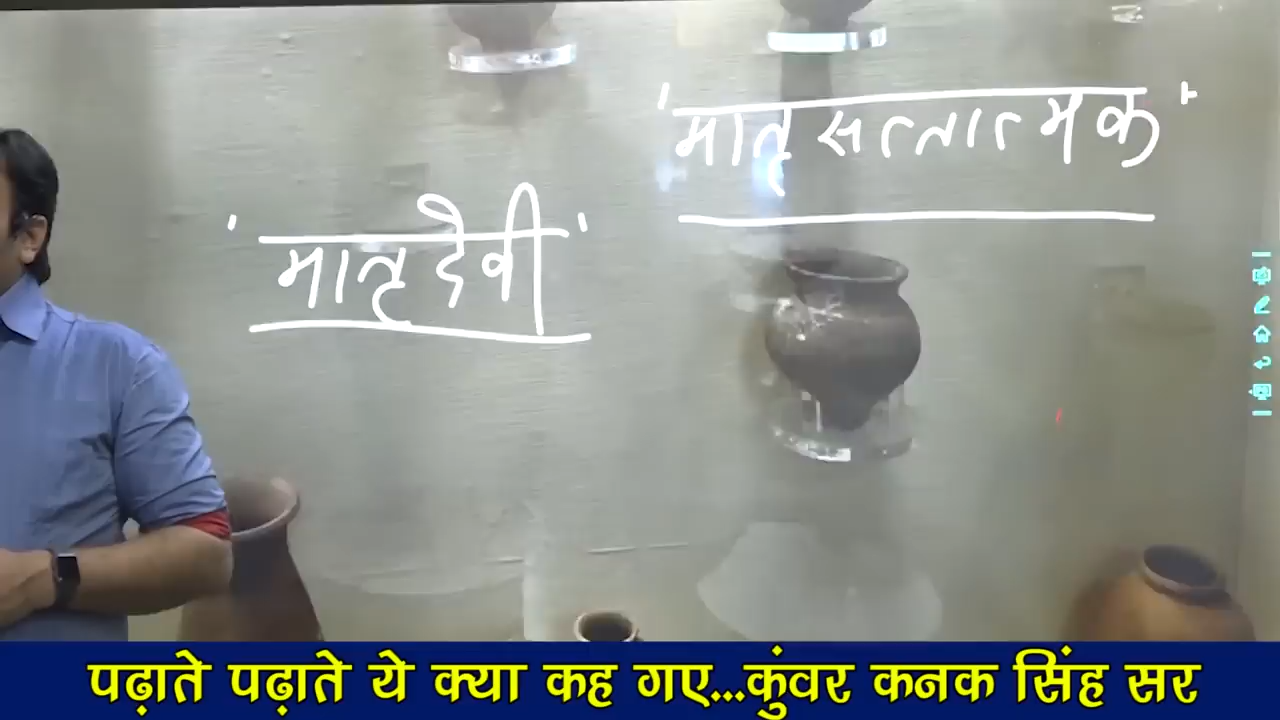 'मातृसत्तात्मक'
'मातृदेवी'
पढ़ाते पढ़ाते ये क्या कह गए...कुंवर कनक सिंह सर